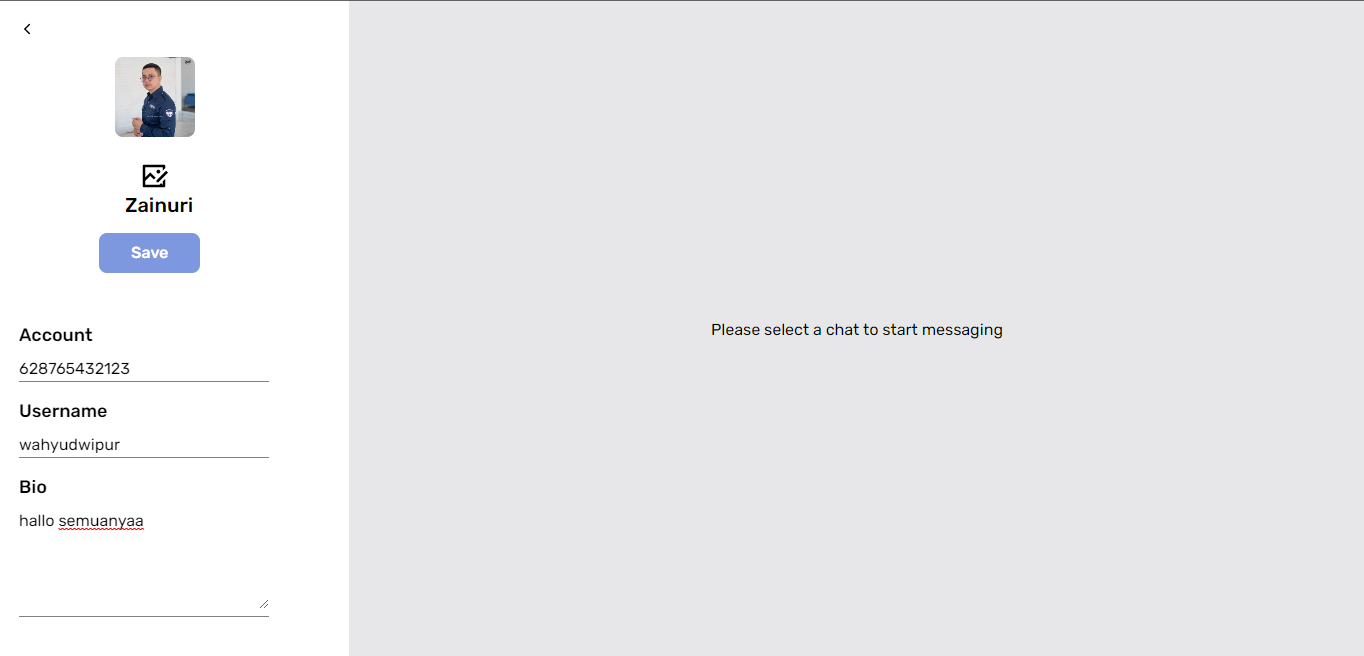 Zainuri
Save
Account
628765432123
Username
wahyudwipur
Bio
hallo semuanyaa
Please select a chat to start messaging